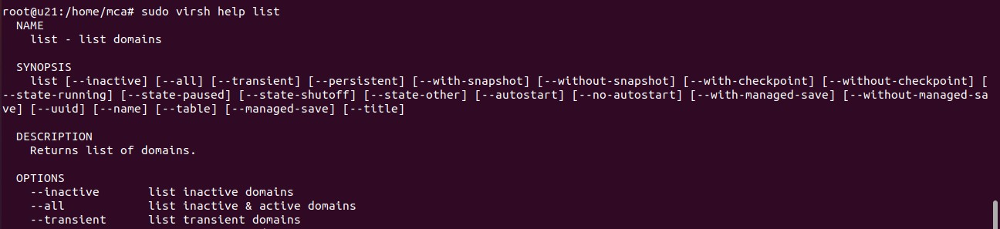 root@u21:/home/mca# sudo virsh help list
  NAME
    list - list domains

  SYNOPSIS
    list [--inactive] [--all] [--transient] [--persistent] [--with-snapshot] [--without-snapshot] [--with-checkpoint] [--without-checkpoint] [
--state-running] [--state-paused] [--state-shutoff] [--state-other] [--autostart] [--no-autostart] [--with-managed-save] [--without-managed-sa
ve] [--uuid] [--name] [--table] [--managed-save] [--title]

  DESCRIPTION
    Returns list of domains.

  OPTIONS
    --inactive       list inactive domains
    --all            list inactive & active domains
    --transient      list transient domains